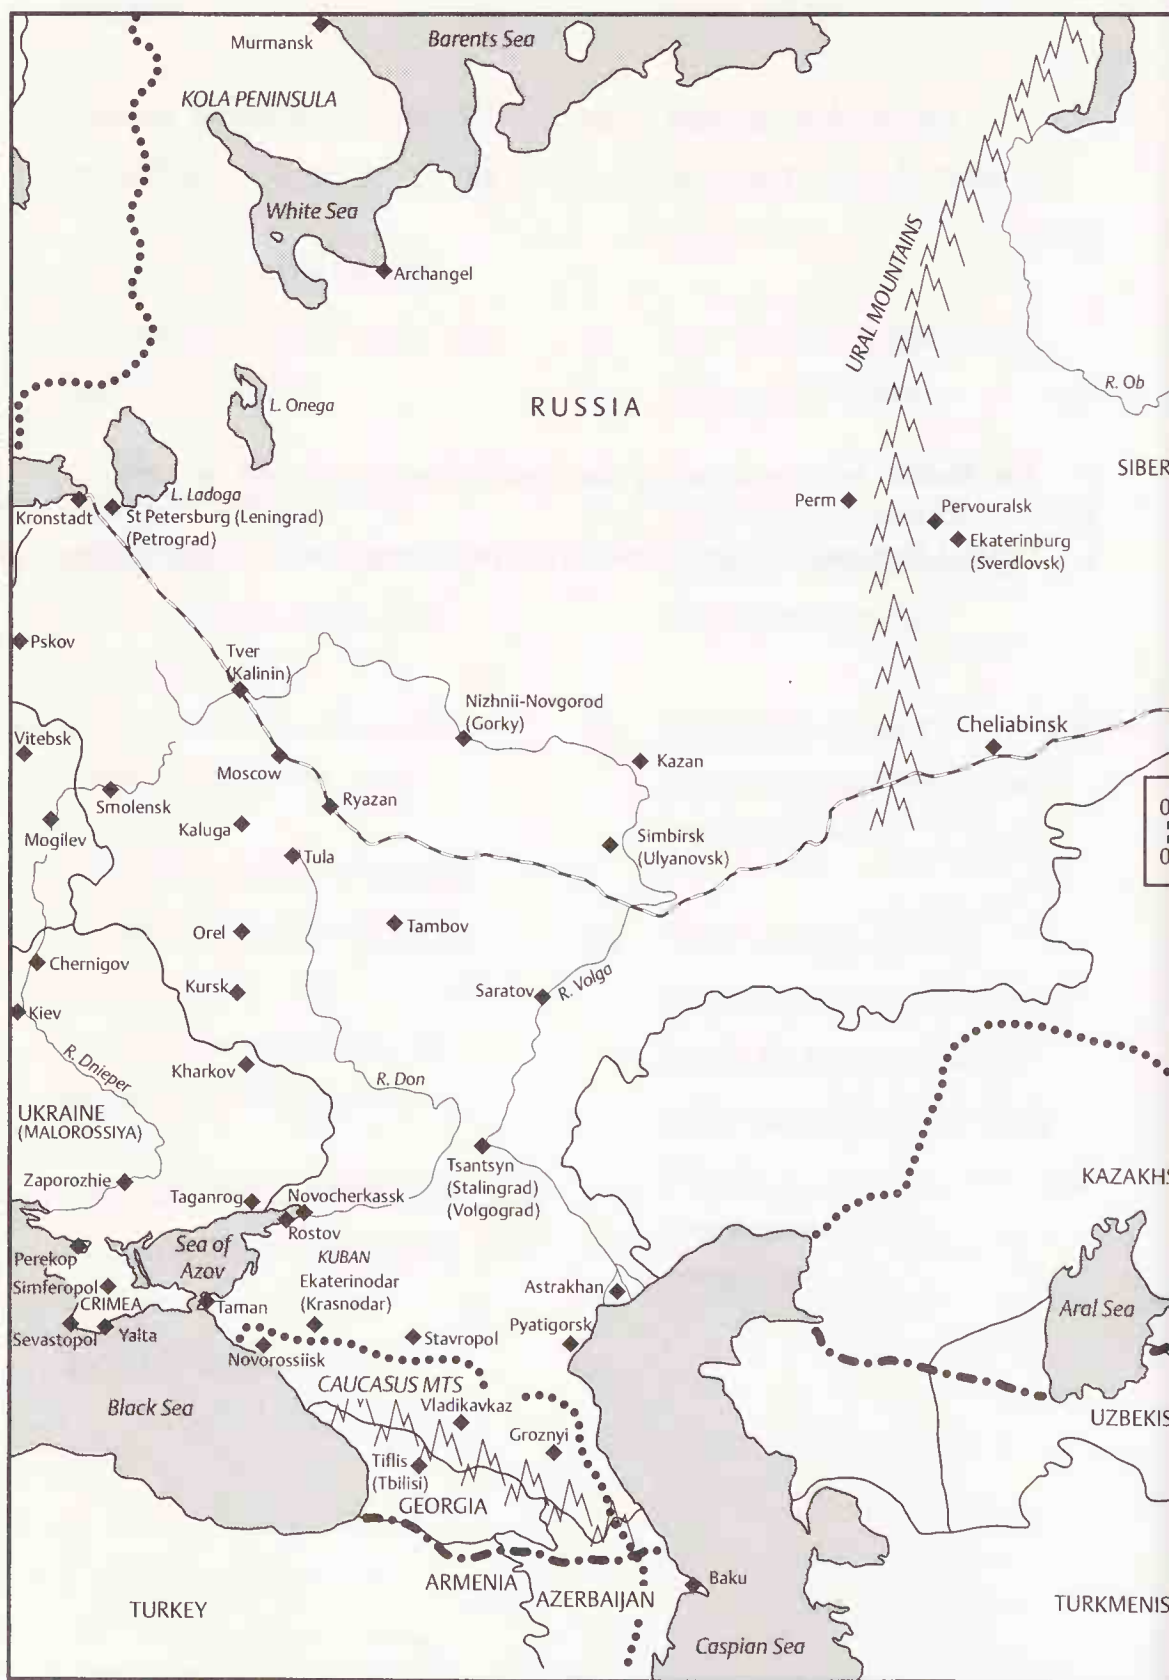 Murmansk
Barents Sea
KOLA PENINSULA
White Sea
Archangel
URAL MOUNTAINS
R. Ob
L. Onega
RUSSIA
SIBER
L. Ladoga
Kronstadt
St Petersburg (Leningrad)
(Petrograd)
Perm
Pervouralsk
Ekaterinburg
(Sverdlovsk)
Pskov
Tver
(Kalinin)
Nizhnii-Novgorod
(Gorky)
Cheliabinsk
Vitebsk
Moscow
Kazan
Smolensk
Ryazan
0
0
Mogilev
Kaluga
Simbirsk
(Ulyanovsk)
Tula
Orel
Tambov
Chernigov
Kursk
Saratov
R. Volga
Kiev
R. Dnieper
Kharkov
R. Don
UKRAINE
(MALOROSSIYA)
Zaporozhie
Tsantsyn
(Stalingrad)
(Volgograd)
KAZAKHS
Taganrog
Novocherkassk
Rostov
Sea of
Azov
Perekop
KUBAN
Simferopol
Ekaterinodar
(Krasnodar)
Astrakhan
CRIMEA
Taman
Aral Sea
Sevastopol
Yalta
Stavropol
Pyatigorsk
Novorossiisk
CAUCASUS MTS
Black Sea
Vladikavkaz
UZBEKIS
Groznyi
Tiflis
(Tbilisi)
GEORGIA
ARMENIA
AZERBAIJAN
Baku
TURKEY
TURKMENIS
Caspian Sea